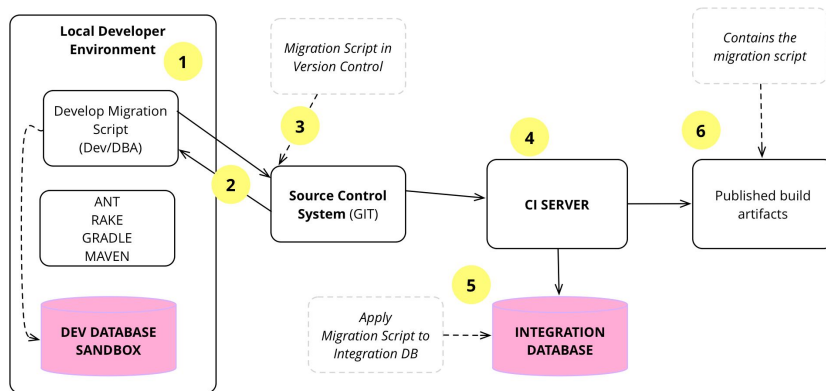 Local Developer
Environment
1
Develop Migration
Script
(Dev/DBA)
ANT
RAKE
GRADLE
MAVEN
DEV DATABASE
SANDBOX
2
Migration Script in
Version Control
3
Source Control
System (GIT)
4
CI SERVER
5
Apply
Migration Script to
Integration DB
INTEGRATION
DATABASE
Contains the
migration script
6
Published build
artifacts